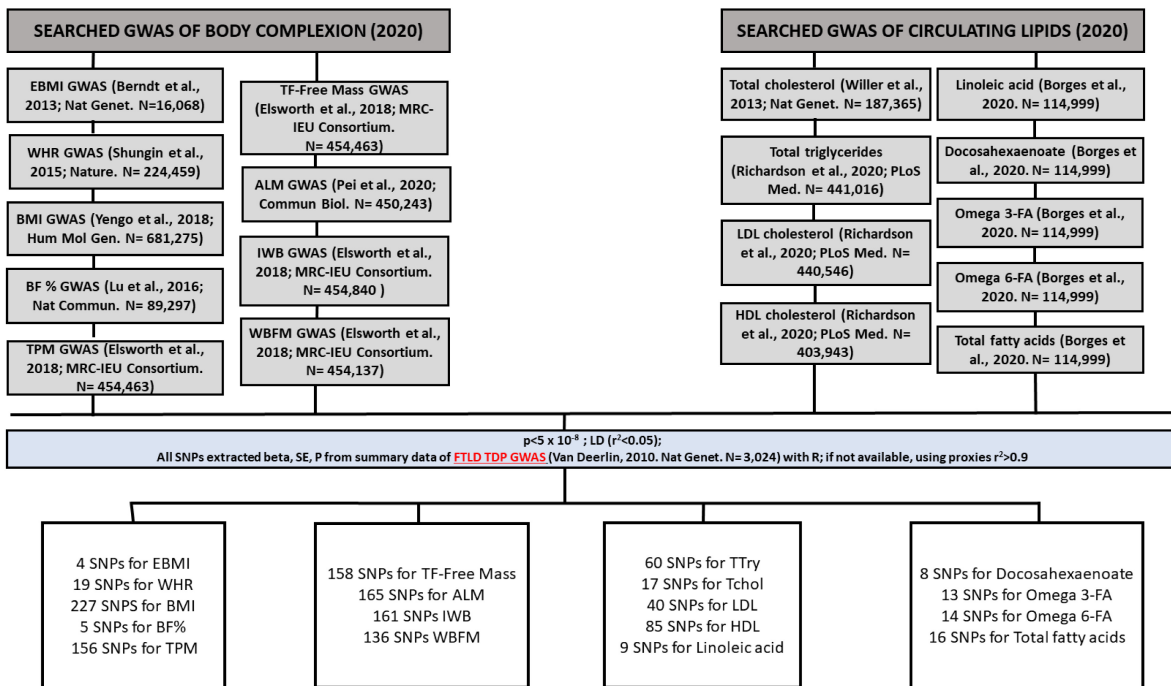 SEARCHED GWAS OF BODY COMPLEXION (2020)
EBMI GWAS (Berndt et al.,
2013; Nat Genet. N=16,068)
WHR GWAS (Shungin et al.,
2015; Nature. N= 224,459)
BMI GWAS (Yengo et al., 2018;
Hum Mol Gen. N= 681,275)
BF % GWAS (Lu et al., 2016;
Nat Commun. N= 89,297)
TPM GWAS (Elsworth et al.,
2018; MRC-IEU Consortium.
N= 454,463)
TF-Free Mass GWAS
(Elsworth et al., 2018; MRC-
IEU Consortium.
N= 454,463)
ALM GWAS (Pei et al., 2020;
Commun Biol. N= 450,243)
IWB GWAS (Elsworth et al.,
2018; MRC-IEU Consortium.
N= 454,840 )
WBFM GWAS (Elsworth et al.,
2018; MRC-IEU Consortium.
N= 454,137)
SEARCHED GWAS OF CIRCULATING LIPIDS (2020)
Total cholesterol (Willer et al.,
2013; Nat Genet. N= 187,365)
Total triglycerides
(Richardson et al., 2020; PLoS
Med. N= 441,016)
LDL cholesterol (Richardson
et al., 2020; PLoS Med. N=
440,546)
HDL cholesterol (Richardson
et al., 2020; PLoS Med. N=
403,943)
Linoleic acid (Borges et al.,
2020. N= 114,999)
Docosahexaenoate (Borges et
al., 2020. N= 114,999)
Omega 3-FA (Borges et al.,
2020. N= 114,999)
Omega 6-FA (Borges et al.,
2020. N= 114,999)
Total fatty acids (Borges et
al., 2020. N= 114,999)
p<5 x 10⁻⁸ ; LD (r²<0.05);
All SNPs extracted beta, SE, P from summary data of FTLD TDP GWAS (Van Deerlin, 2010. Nat Genet. N= 3,024) with R; if not available, using proxies r²>0.9
4 SNPs for EBMI
19 SNPs for WHR
227 SNPS for BMI
5 SNPs for BF%
156 SNPs for TPM
158 SNPs for TF-Free Mass
165 SNPs for ALM
161 SNPs IWB
136 SNPs WBFM
60 SNPs for TTry
17 SNPs for Tchol
40 SNPs for LDL
85 SNPs for HDL
9 SNPs for Linoleic acid
8 SNPs for Docosahexaenoate
13 SNPs for Omega 3-FA
14 SNPs for Omega 6-FA
16 SNPs for Total fatty acids